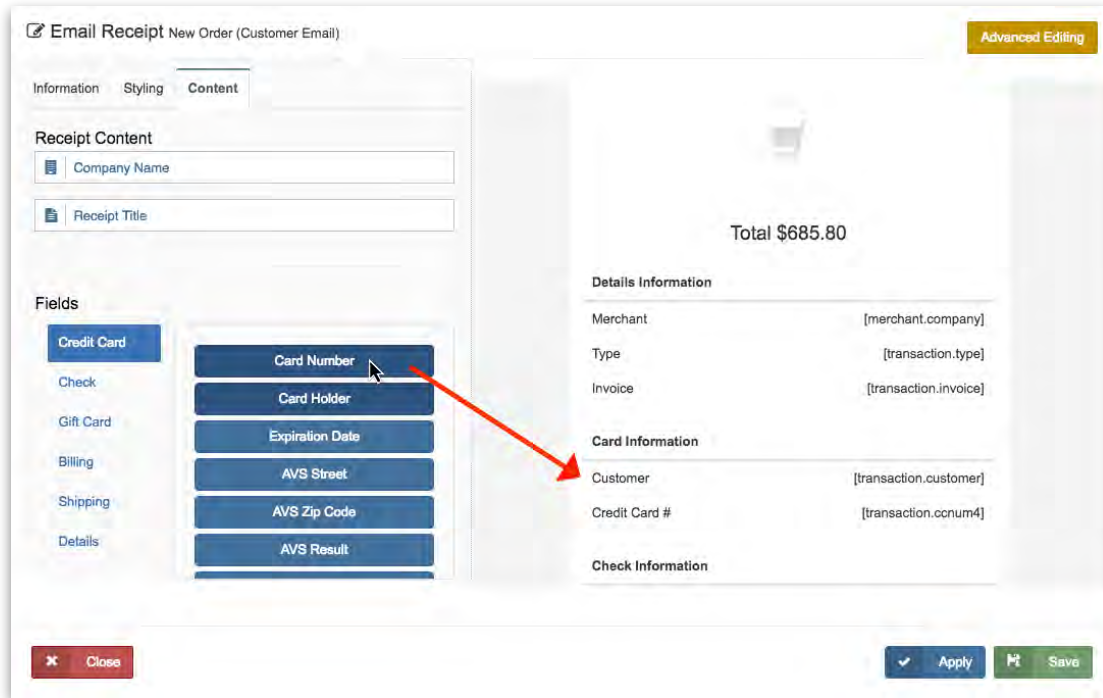 Email Receipt New Order (Customer Email)
Advanced Editing
Information Styling Content
Receipt Content
Company Name
Receipt Title
Fields
Credit Card
Check
Gift Card
Billing
Shipping
Details
Card Number
Card Holder
Expiration Date
AVS Street
AVS Zip Code
AVS Result
Total $685.80
Details Information
Merchant [merchant.company]
Type [transaction.type]
Invoice [transaction.invoice]
Card Information
Customer [transaction.customer]
Credit Card # [transaction.ccnum4]
Check Information
Close
Apply
Save